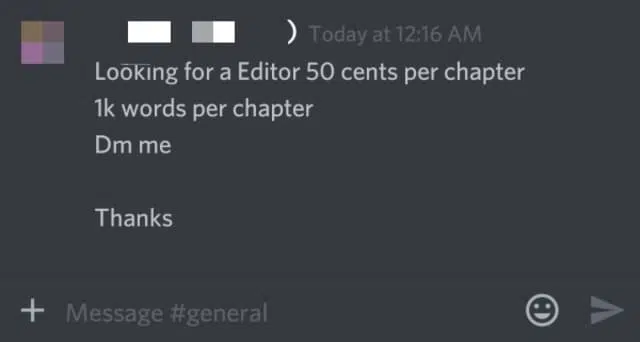 ) Today at 12:16 AM
Looking for a Editor 50 cents per chapter
1k words per chapter
Dm me
Thanks
Message #general